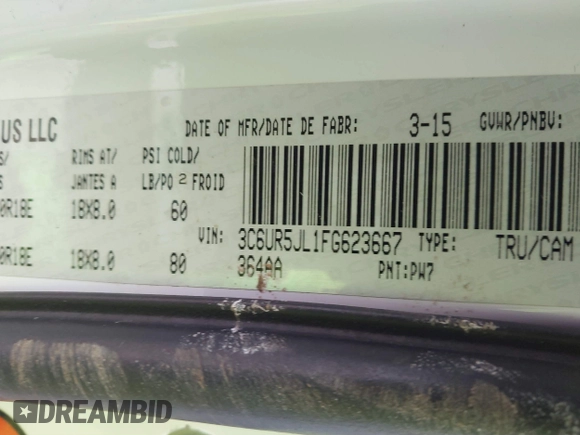 US LLC DATE OF MFR/DATE DE FABR: 3-15 GVWR/PNBV:
RIMS AT/ PSI COLD/
JANTES A LB/PO 2 FROID
0R18E 18X8.0 60
VIN: 3C6UR5JL1FG623667 TYPE: TRU/CAM
0R18E 18X8.0 80 364AA PNT:PW7
DREAMBID